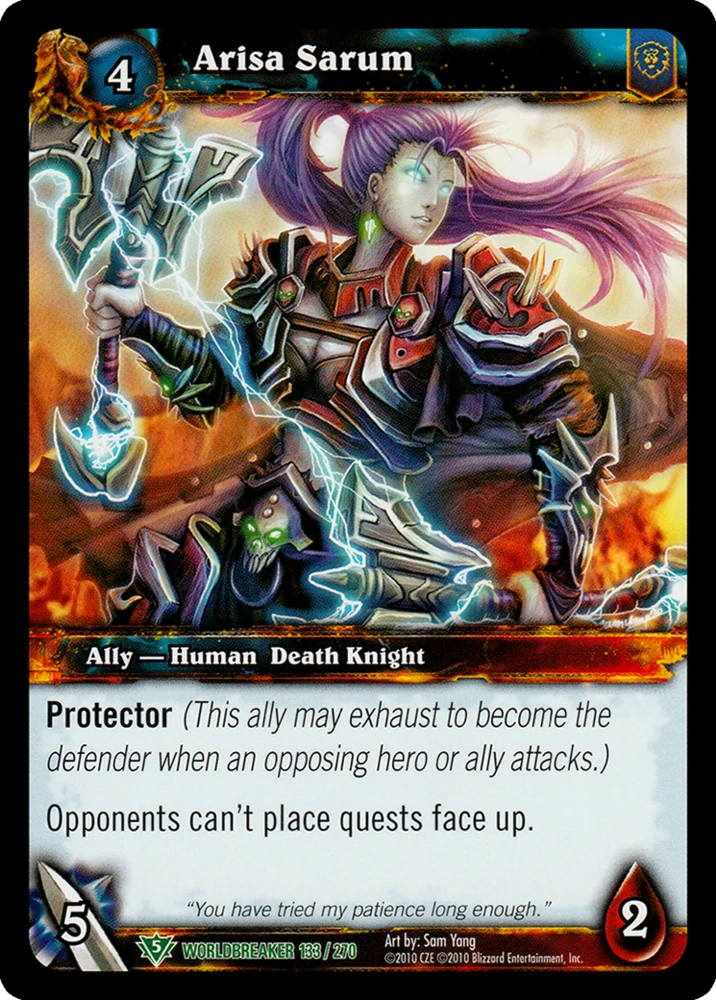 4
Arisa Sarum
Ally — Human Death Knight
Protector (This ally may exhaust to become the
defender when an opposing hero or ally attacks.)
Opponents can't place quests face up.
"You have tried my patience long enough."
5
2
5 WORLDBREAKER 133 / 270
Art by: Sam Yang
©2010 CZE ©2010 Blizzard Entertainment, Inc.